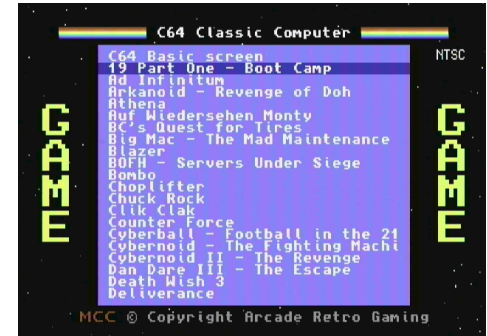 C64 Classic Computer
NTSC
C64 Basic screen
19 Part One - Boot Camp
Ad Infinitum
Arkanoid - Revenge of Doh
Athena
Auf Wiedersehen Monty
BC's Quest for Tires
Big Mac - The Mad Maintenance
Blazer
BOFH - Servers Under Siege
Bombo
Choplifter
Chuck Rock
Clik Clak
Counter Force
Cyberball - Football in the 21
Cybernoid - The Fighting Machi
Cybernoid II - The Revenge
Dan Dare III - The Escape
Death Wish 3
Deliverance
GAME
GAME
MCC © Copyright Arcade Retro Gaming